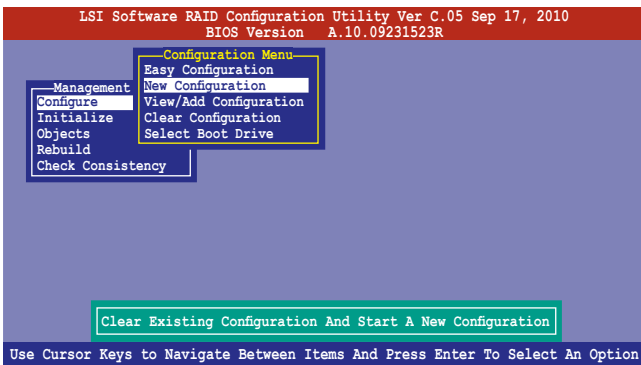 LSI Software RAID Configuration Utility Ver C.05 Sep 17, 2010
BIOS Version A.10.09231523R
Configuration Menu
Easy Configuration
New Configuration
View/Add Configuration
Clear Configuration
Select Boot Drive
Management
Configure
Initialize
Objects
Rebuild
Check Consistency
Clear Existing Configuration And Start A New Configuration
Use Cursor Keys to Navigate Between Items And Press Enter To Select An Option